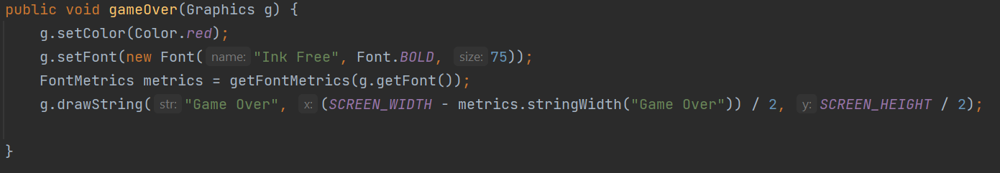 public void gameOver(Graphics g) {
    g.setColor(Color.red);
    g.setFont(new Font( name: "Ink Free", Font.BOLD, size: 75));
    FontMetrics metrics = getFontMetrics(g.getFont());
    g.drawString( str: "Game Over", x: (SCREEN_WIDTH - metrics.stringWidth("Game Over")) / 2, y: SCREEN_HEIGHT / 2);
}